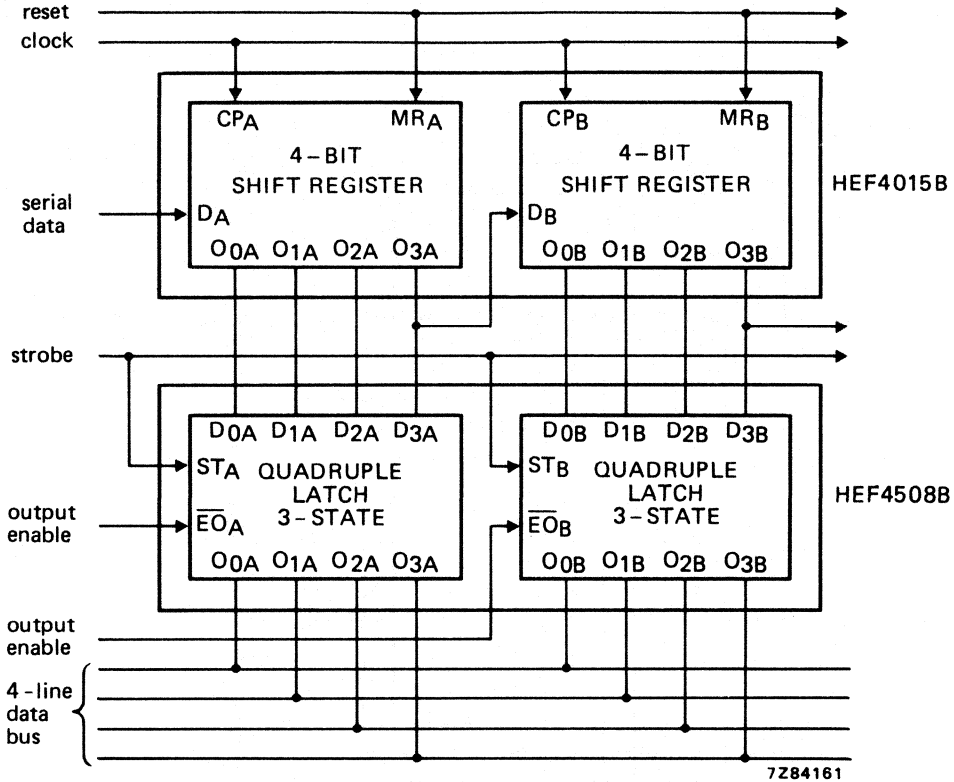 reset
clock
CPA MRA CPB MRB
4-BIT
SHIFT REGISTER
4-BIT
SHIFT REGISTER
HEF4015B
serial
data
DA
DB
O0A O1A O2A O3A
O0B O1B O2B O3B
strobe
D0A D1A D2A D3A
D0B D1B D2B D3B
STA
QUADRUPLE
LATCH
3-STATE
STB
QUADRUPLE
LATCH
3-STATE
HEF4508B
output
enable
E̅O̅A
E̅O̅B
O0A O1A O2A O3A
O0B O1B O2B O3B
output
enable
4-line
data
bus
7Z84161